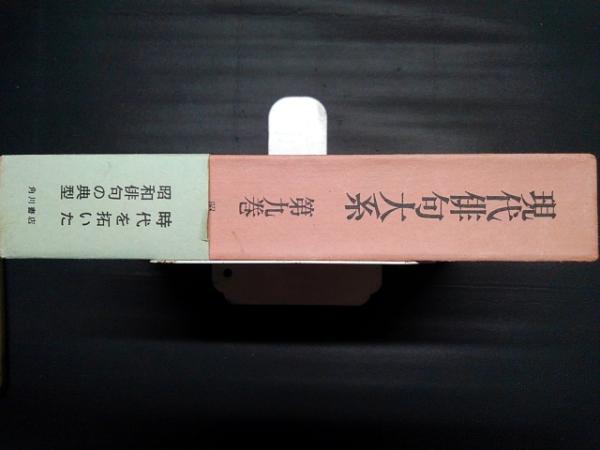 現代俳句大系
第九巻
時代を拓いた
昭和俳句の典型
角川書店